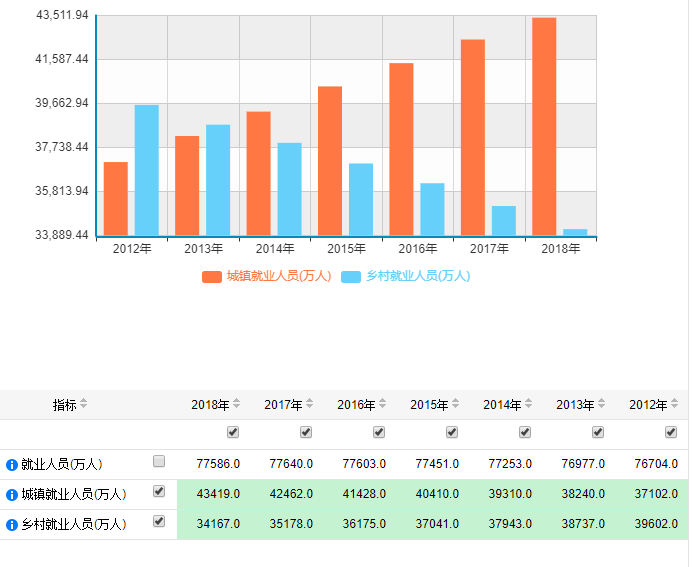 43,511.94
41,587.44
39,662.94
37,738.44
35,813.94
33,889.44
2012年 2013年 2014年 2015年 2016年 2017年 2018年
城镇就业人员(万人) 乡村就业人员(万人)
指标 2018年 2017年 2016年 2015年 2014年 2013年 2012年
就业人员(万人) 77586.0 77640.0 77603.0 77451.0 77253.0 76977.0 76704.0
城镇就业人员(万人) 43419.0 42462.0 41428.0 40410.0 39310.0 38240.0 37102.0
乡村就业人员(万人) 34167.0 35178.0 36175.0 37041.0 37943.0 38737.0 39602.0